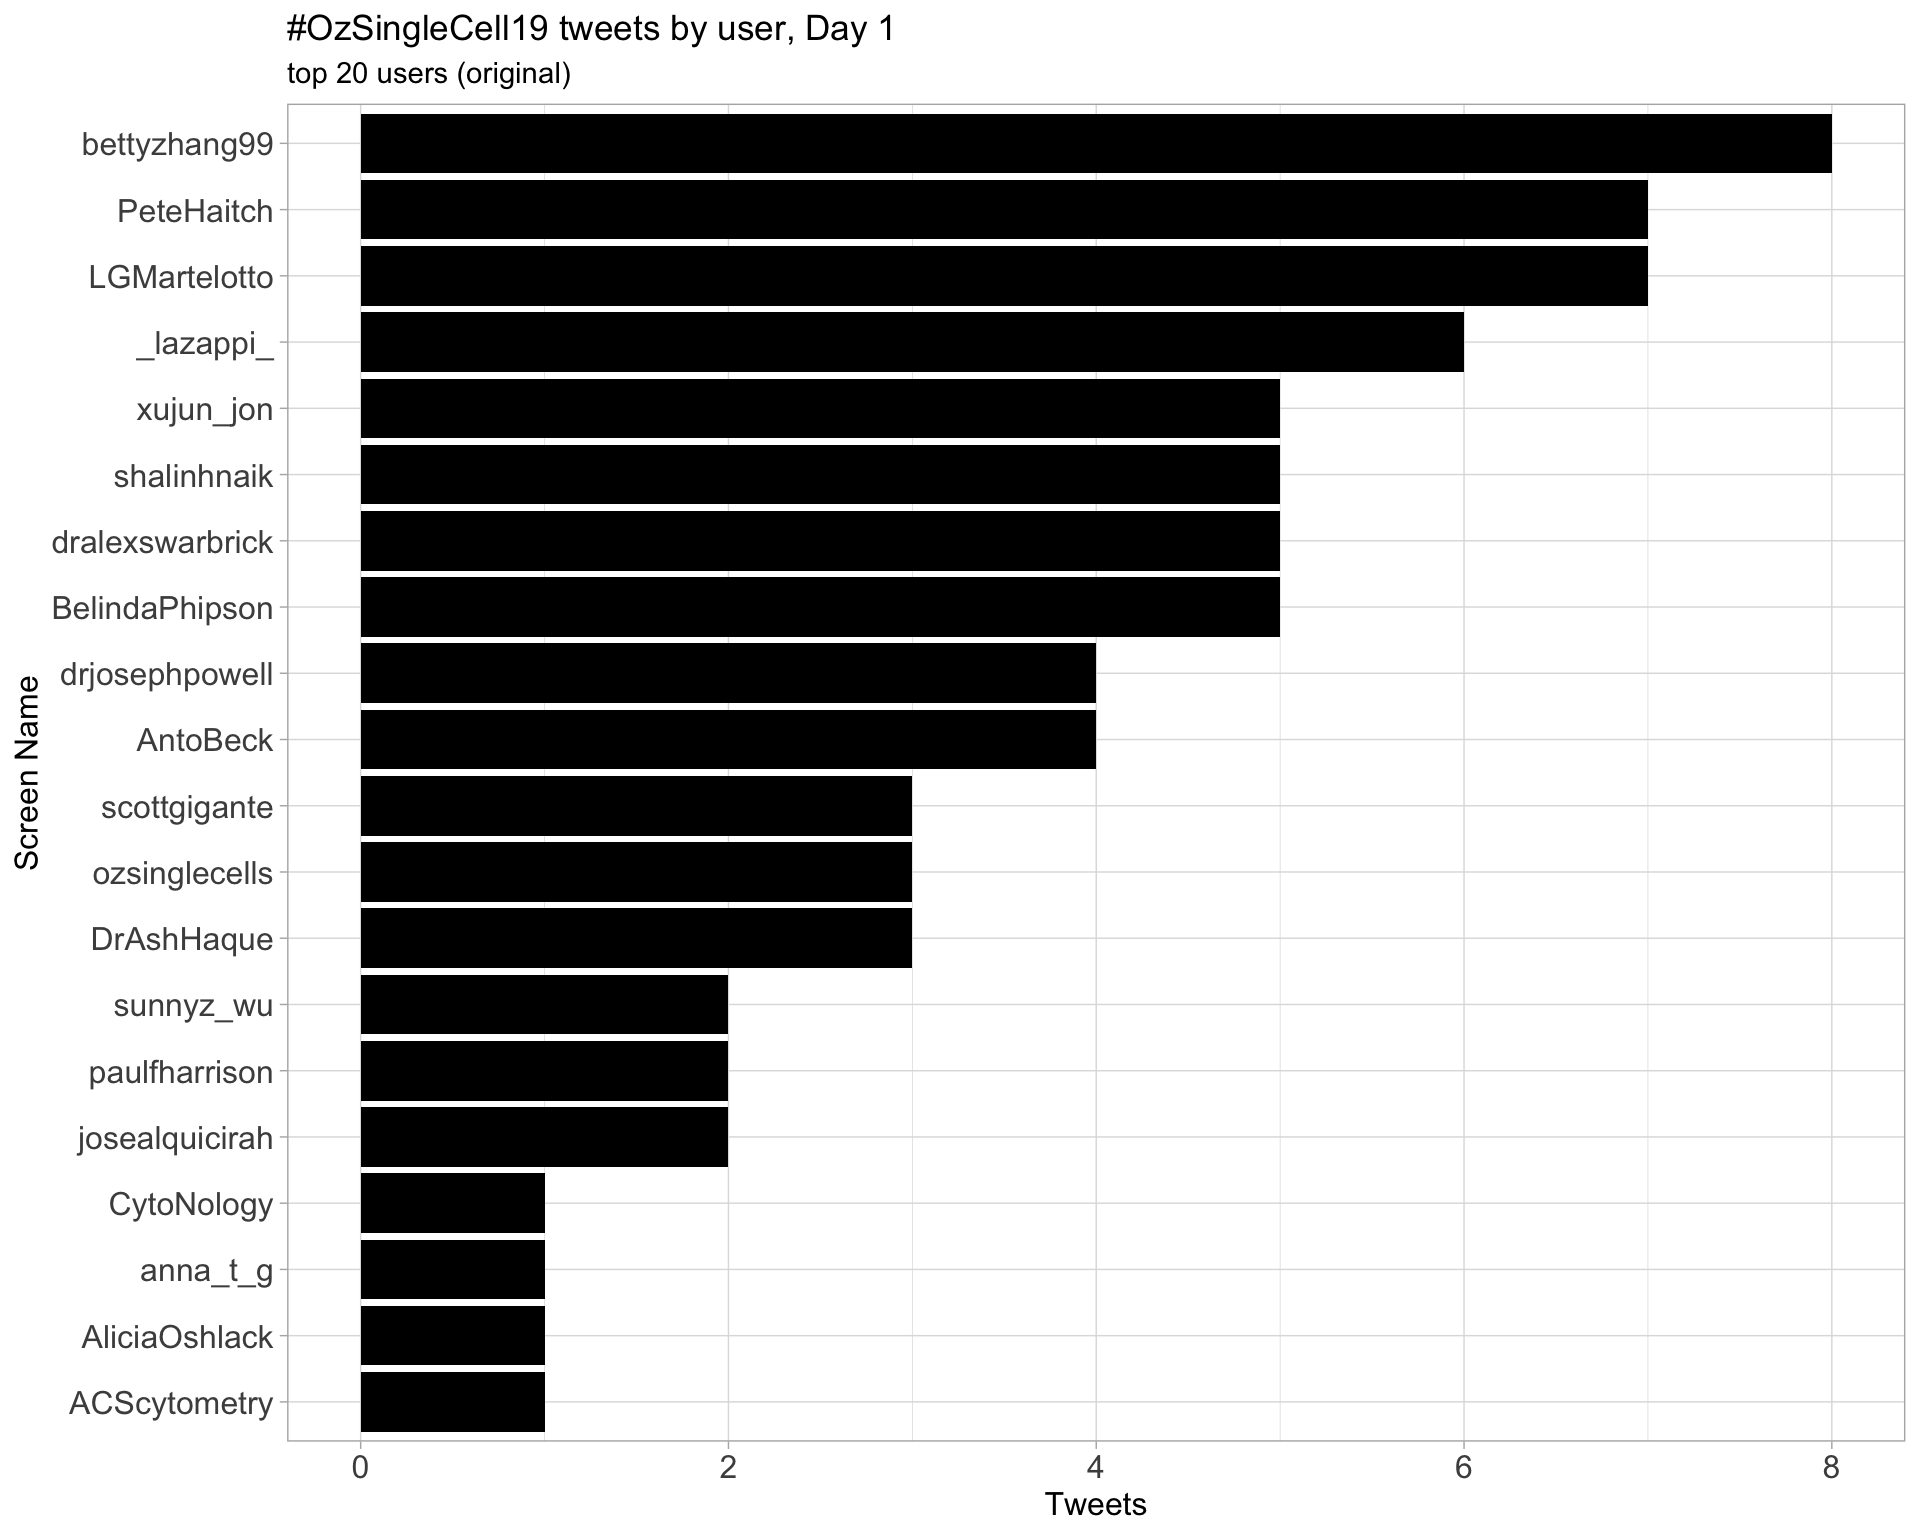 #OzSingleCell19 tweets by user, Day 1
top 20 users (original)
Screen Name
bettyzhang99
PeteHaitch
LGMartelotto
_lazappi_
xujun_jon
shalinhnaik
dralexswarbrick
BelindaPhipson
drjosephpowell
AntoBeck
scottgigante
ozsinglecells
DrAshHaque
sunnyz_wu
paulfharrison
josealquicirah
CytoNology
anna_t_g
AliciaOshlack
ACScytometry
0 2 4 6 8
Tweets